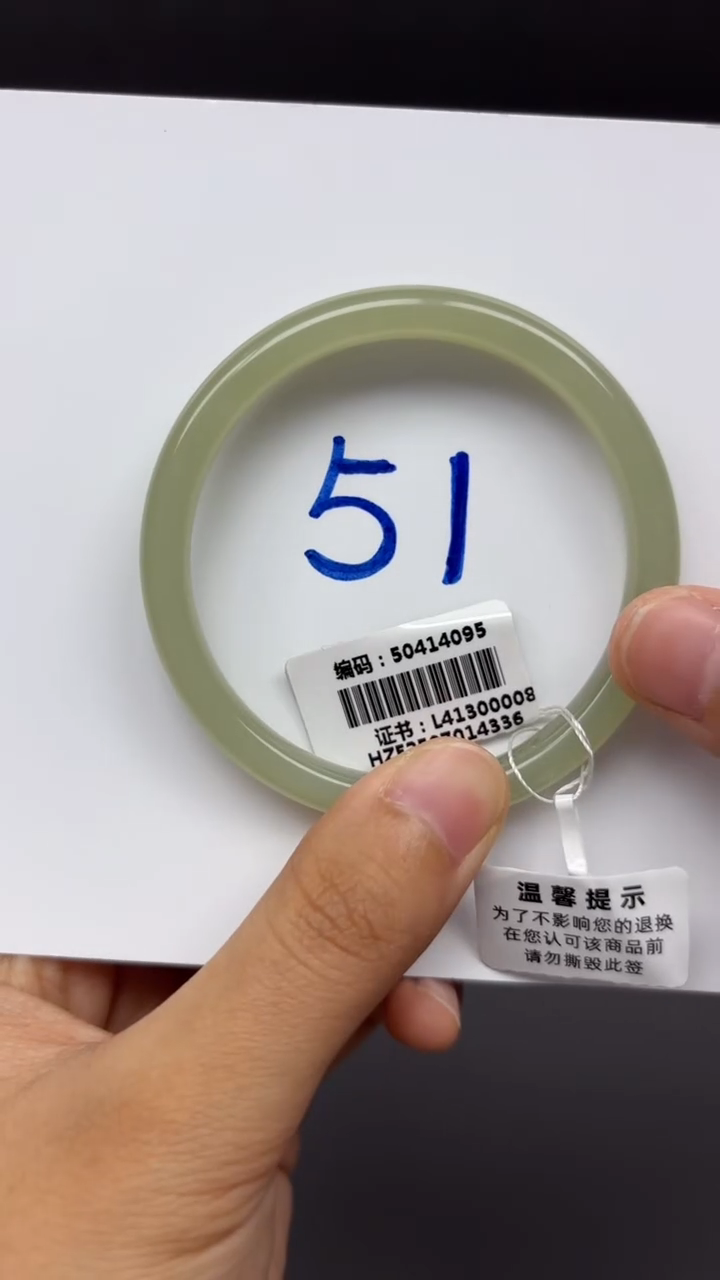 51
编码：50414095
证书：L41300008
温馨提示
为了不影响您的退换
在您认可该商品前
请勿撕毁此签